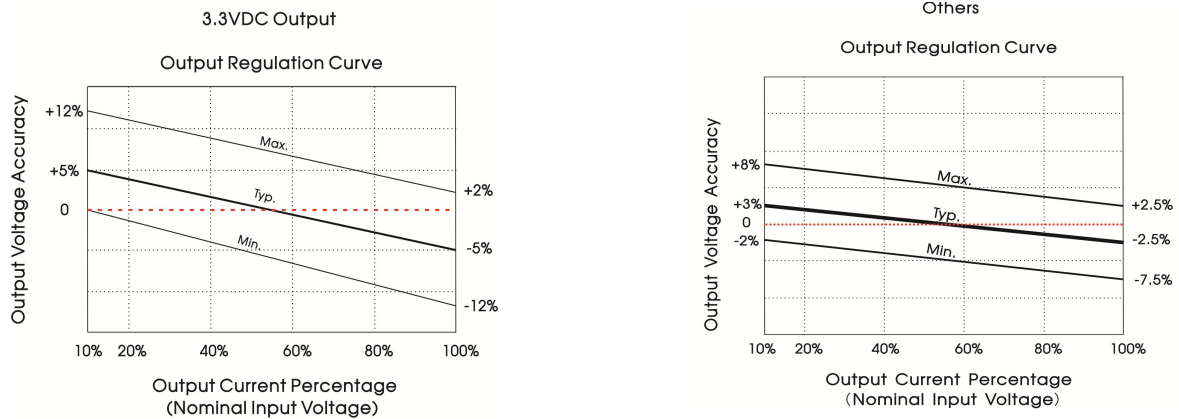 3.3VDC Output
Output Regulation Curve
Output Voltage Accuracy
+12%
+5%
0
Max.
Typ.
Min.
+2%
-5%
-12%
10% 20% 40% 60% 80% 100%
Output Current Percentage
(Nominal Input Voltage)
Others
Output Regulation Curve
Output Voltage Accuracy
+8%
+3%
0
-2%
Max.
Typ.
Min.
+2.5%
-2.5%
-7.5%
10% 20% 40% 60% 80% 100%
Output Current Percentage
(Nominal Input Voltage)